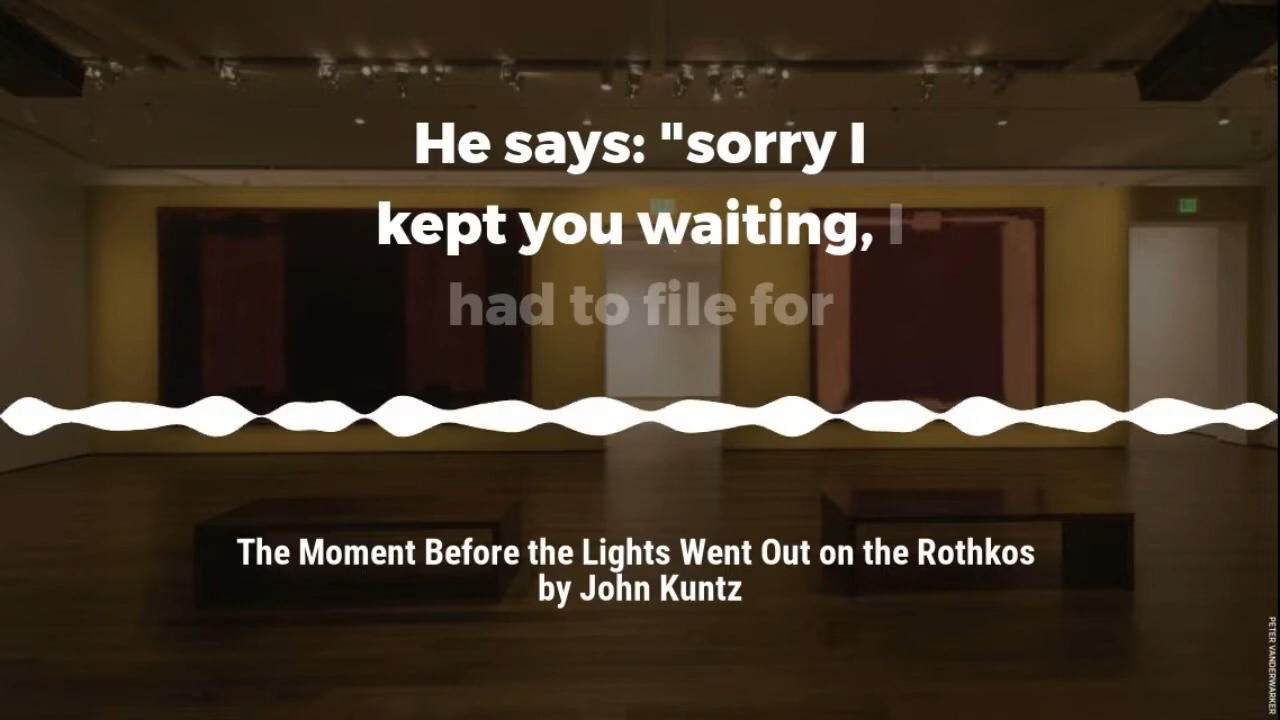 He says: "sorry I
kept you waiting, I
had to file for
The Moment Before the Lights Went Out on the Rothkos
by John Kuntz
PETER VANDERWARKER